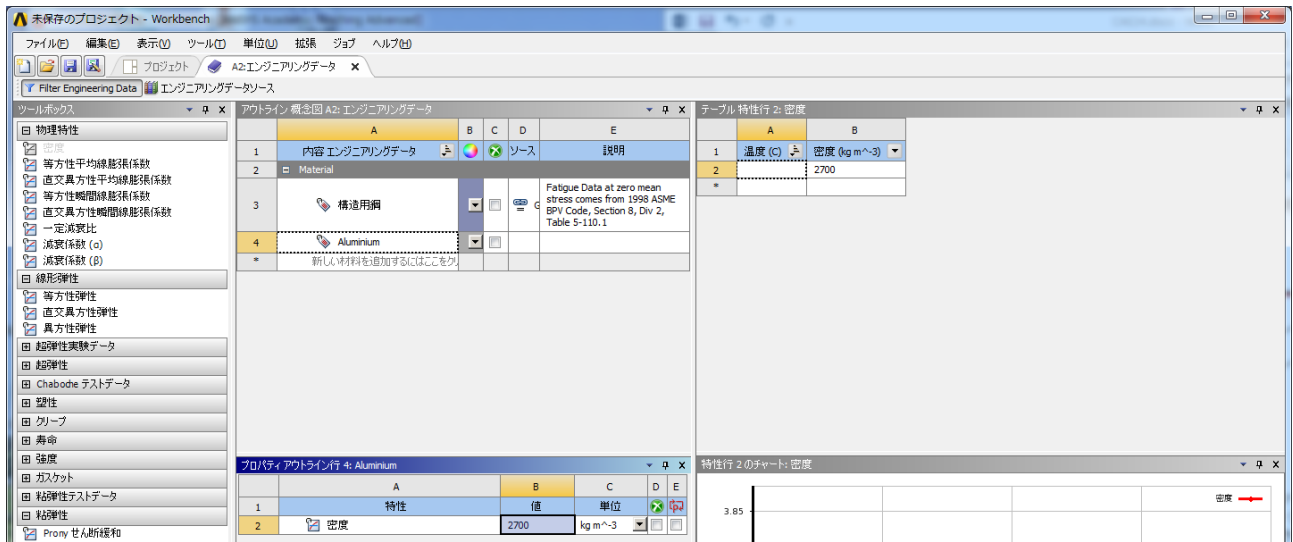 未保存のプロジェクト - Workbench
ファイル(F) 編集(E) 表示(V) ツール(T) 単位(U) 拡張 ジョブ ヘルプ(H)
プロジェクト A2:エンジニアリングデータ
Filter Engineering Data エンジニアリングデータソース
ツールボックス
物理特性
密度
等方性平均線膨張係数
直交異方性平均線膨張係数
等方性瞬間線膨張係数
直交異方性瞬間線膨張係数
一定減衰比
減衰係数 (α)
減衰係数 (β)
線形弾性
等方性弾性
直交異方性弾性
異方性弾性
超弾性実験データ
超弾性
Chaboche テストデータ
塑性
クリープ
寿命
強度
ガスケット
粘弾性テストデータ
粘弾性
Prony せん断緩和
アウトライン 概念図 A2: エンジニアリングデータ
A B C D E
1 内容 エンジニアリングデータ ソース 説明
2 Material
3 構造用鋼 G Fatigue Data at zero mean
stress comes from 1998 ASME
BPV Code, Section 8, Div 2,
Table 5-110.1
4 Aluminium
* 新しい材料を追加するにはここをクリ
プロパティ アウトライン行 4: Aluminium
A B C D E
1 特性 値 単位
2 密度 2700 kg m^-3
テーブル 特性行 2: 密度
A B
1 温度 (C) 密度 (kg m^-3)
2 2700
*
特性行 2 のチャート: 密度
密度
3.85